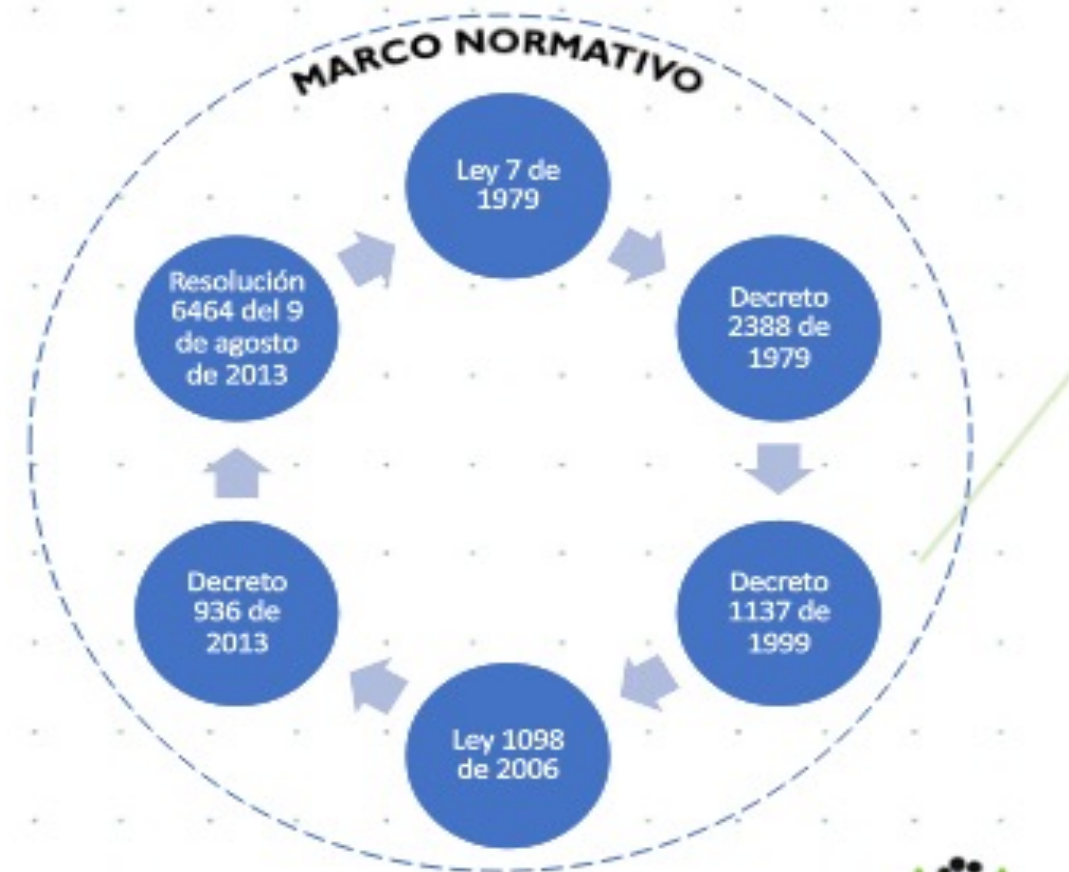 MARCO NORMATIVO
Ley 7 de
1979
Decreto
2388 de
1979
Decreto
1137 de
1999
Ley 1098
de 2006
Decreto
936 de
2013
Resolución
6464 del 9
de agosto
de 2013